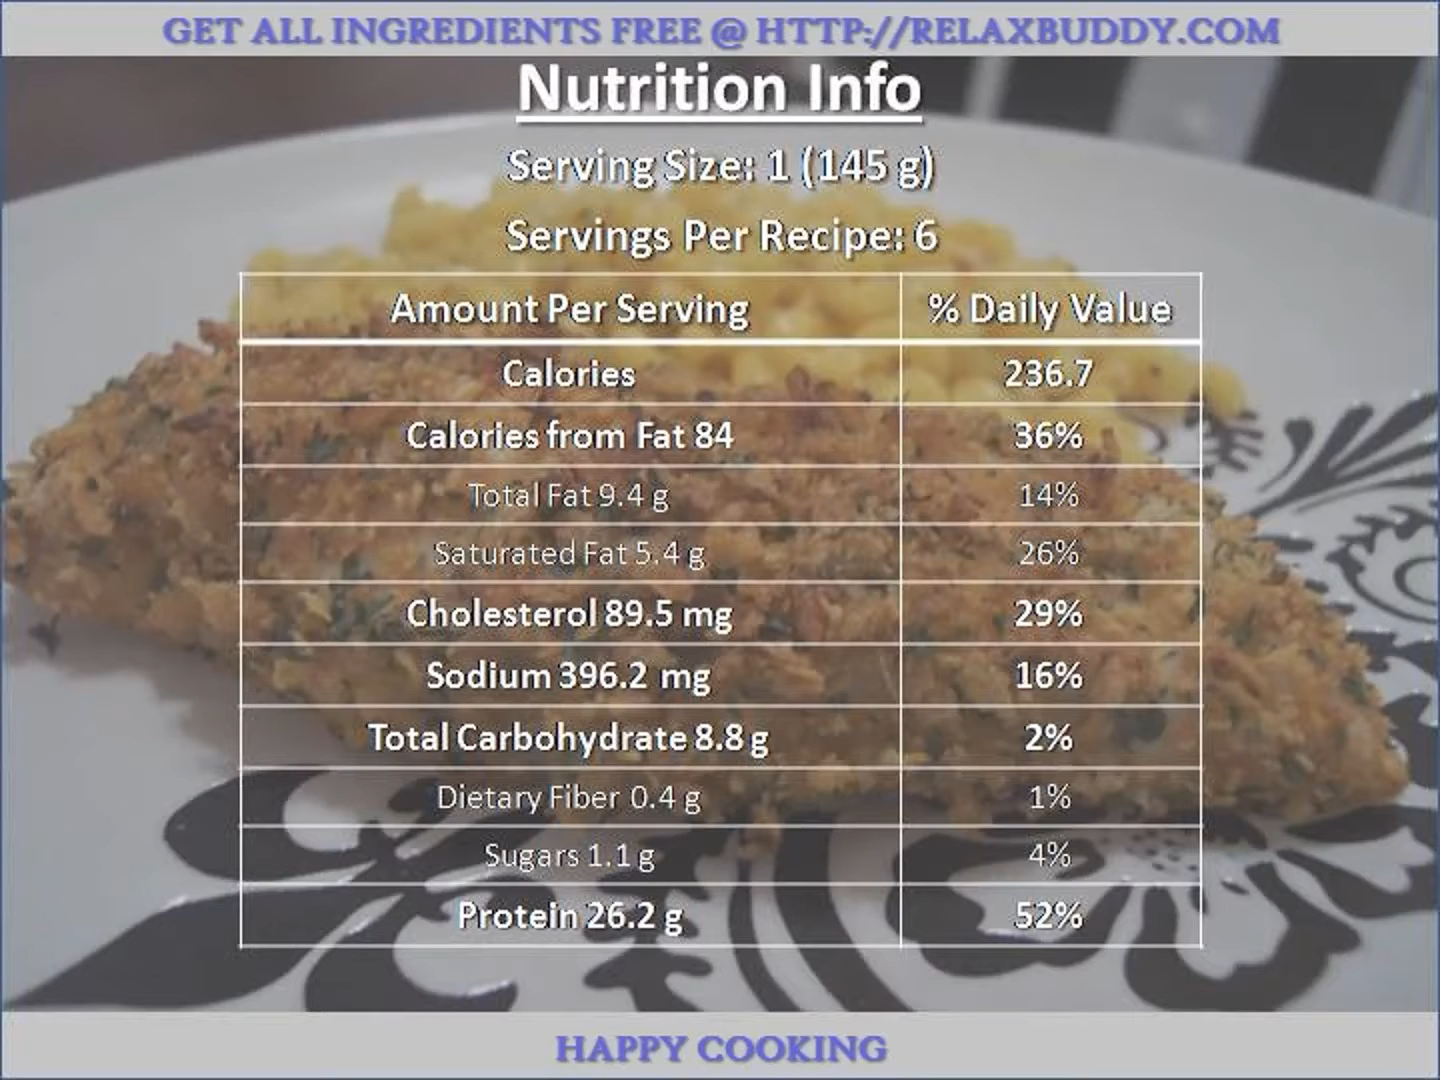 GET ALL INGREDIENTS FREE @ HTTP://RELAXBUDDY.COM
Nutrition Info
Serving Size: 1 (145 g)
Servings Per Recipe: 6
Amount Per Serving % Daily Value
Calories 236.7
Calories from Fat 84 36%
Total Fat 9.4 g 14%
Saturated Fat 5.4 g 26%
Cholesterol 89.5 mg 29%
Sodium 396.2 mg 16%
Total Carbohydrate 8.8 g 2%
Dietary Fiber 0.4 g 1%
Sugars 1.1 g 4%
Protein 26.2 g 52%
HAPPY COOKING